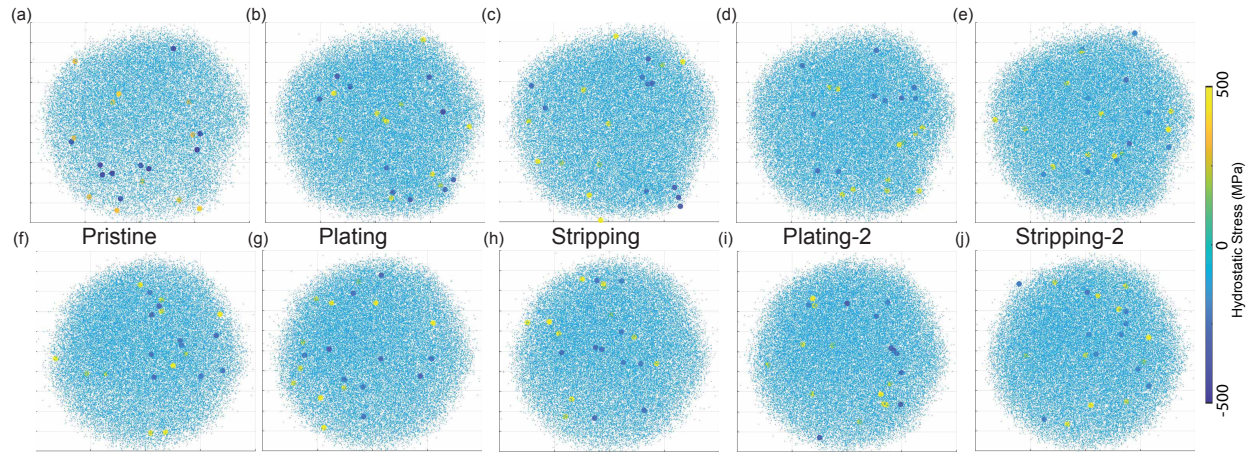 (a)
(b)
(c)
(d)
(e)
500
0
-500
Hydrostatic Stress (MPa)
Pristine
Plating
Stripping
Plating-2
Stripping-2
(f)
(g)
(h)
(i)
(j)